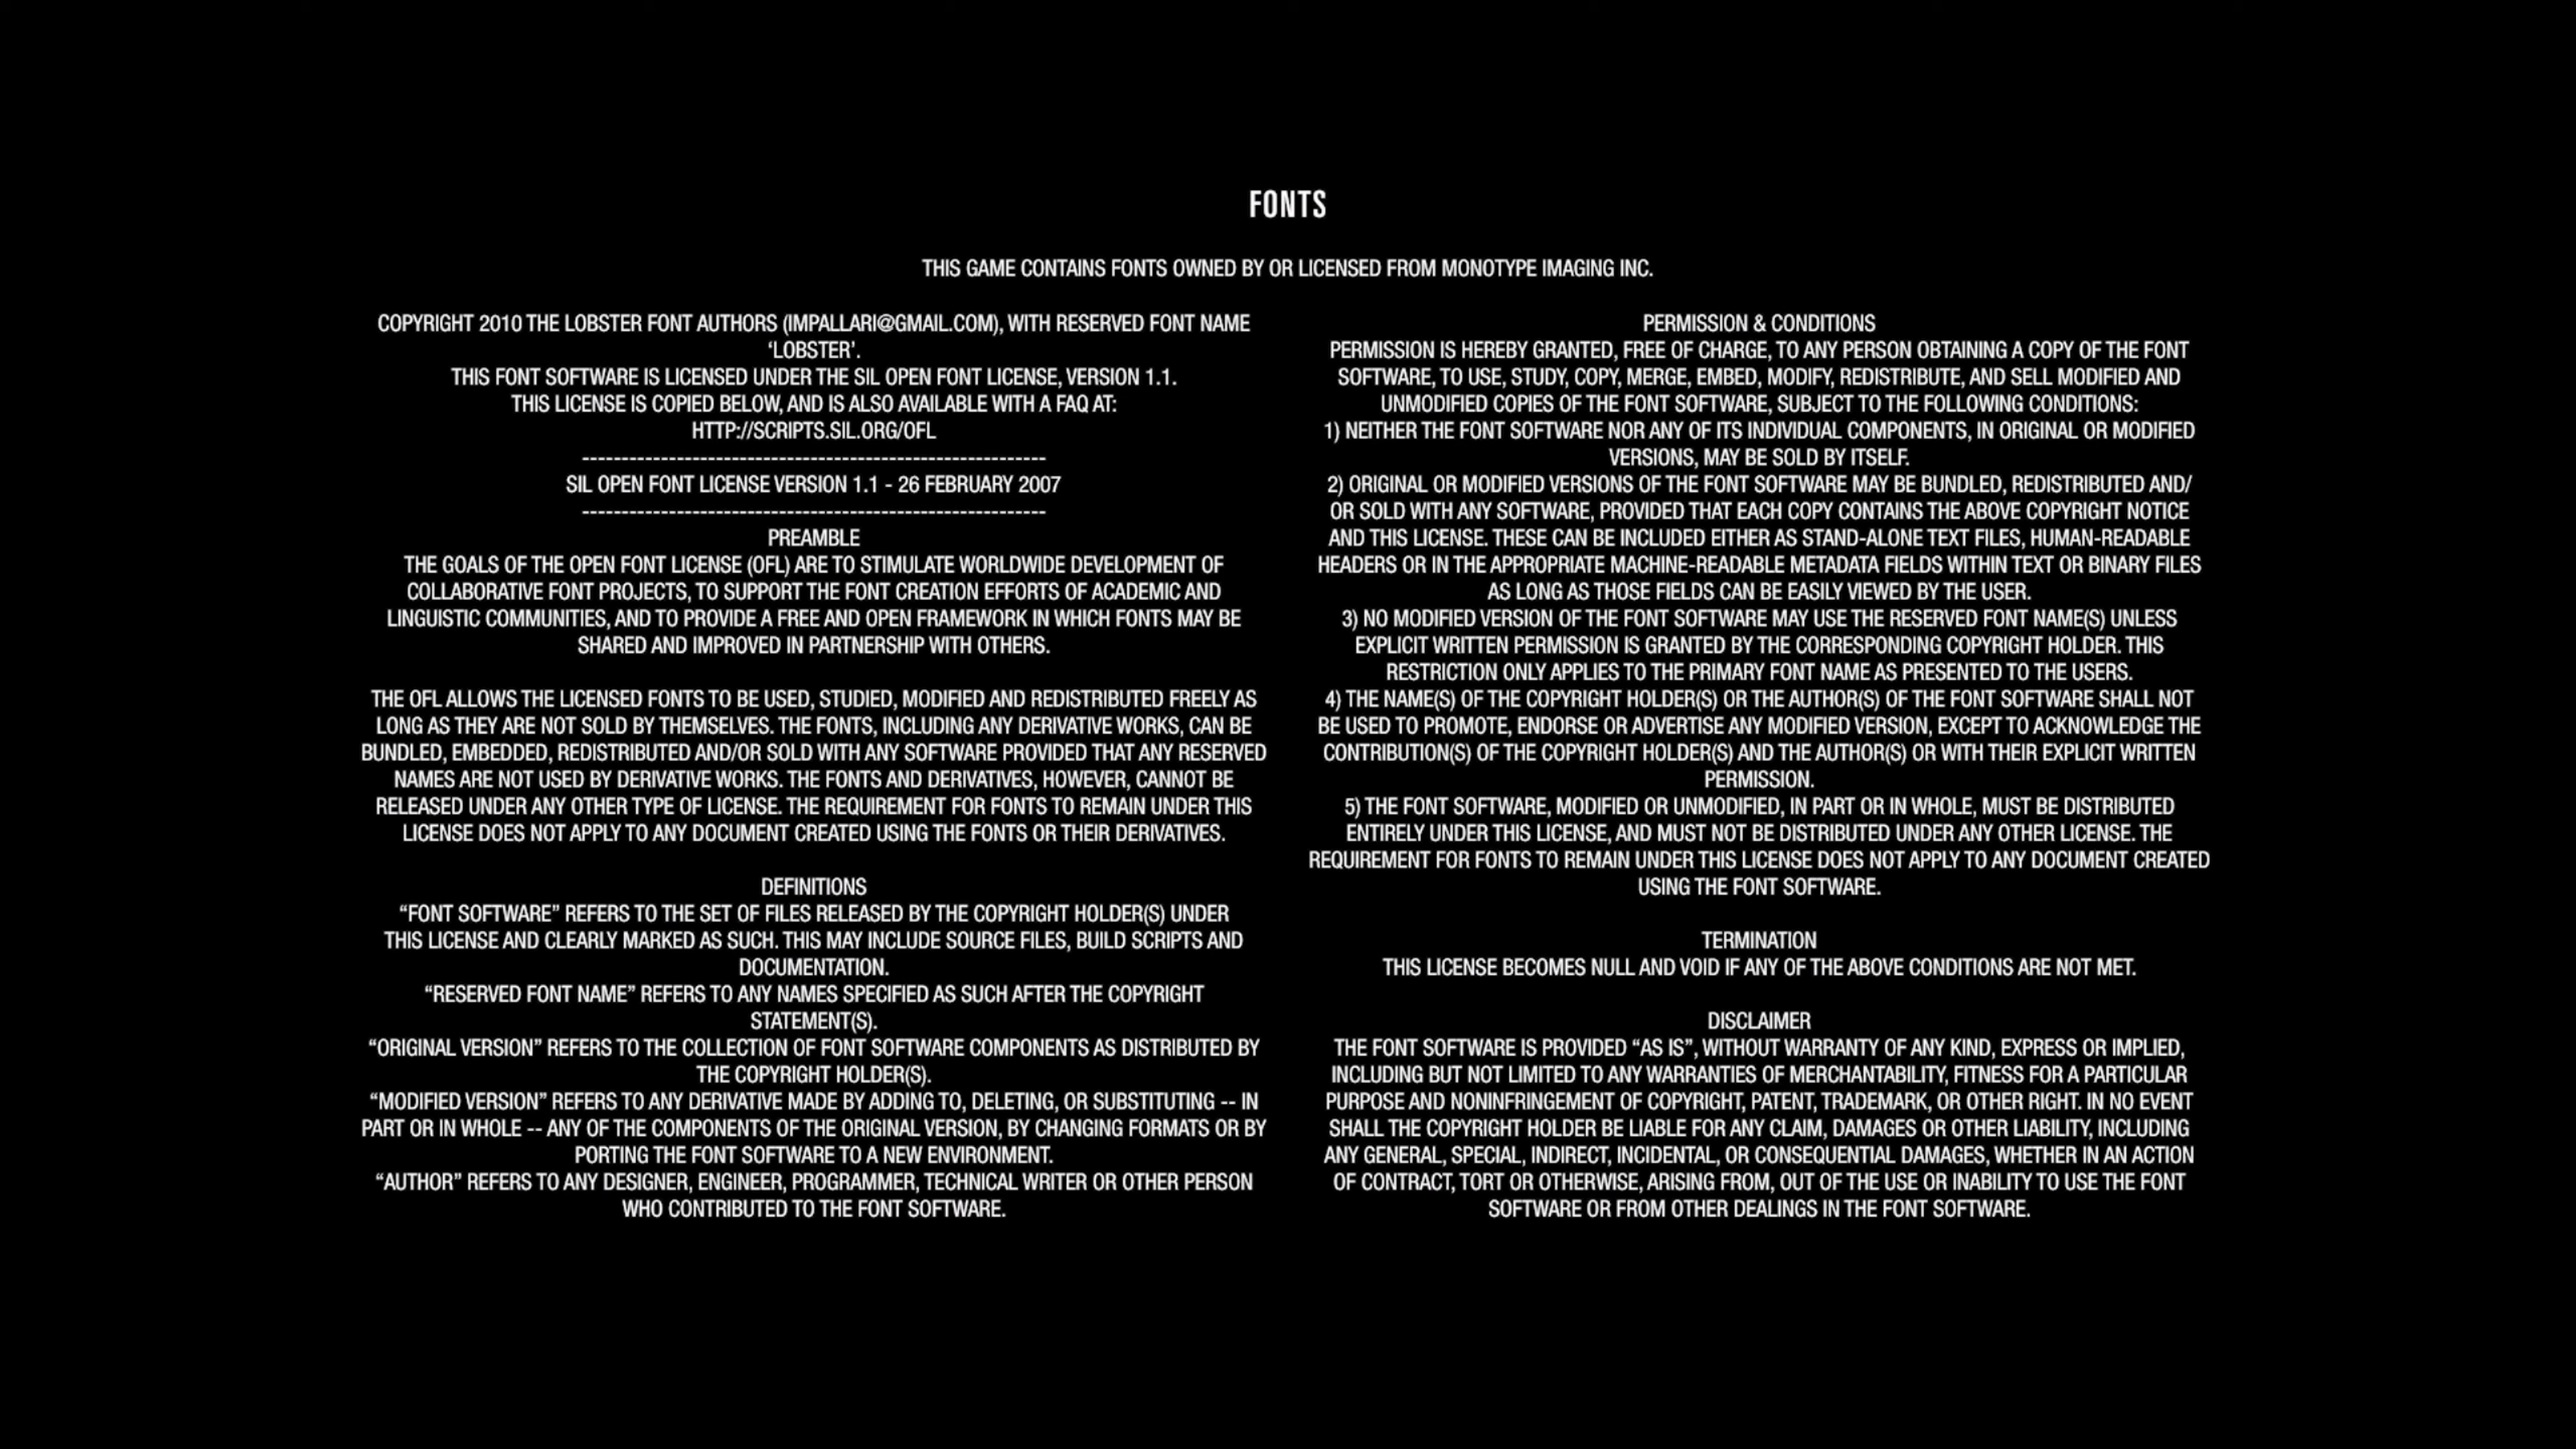 FONTS
THIS GAME CONTAINS FONTS OWNED BY OR LICENSED FROM MONOTYPE IMAGING INC.
COPYRIGHT 2010 THE LOBSTER FONT AUTHORS (IMPALLARI@GMAIL.COM), WITH RESERVED FONT NAME
‘LOBSTER’.
THIS FONT SOFTWARE IS LICENSED UNDER THE SIL OPEN FONT LICENSE, VERSION 1.1.
THIS LICENSE IS COPIED BELOW, AND IS ALSO AVAILABLE WITH A FAQ AT:
HTTP://SCRIPTS.SIL.ORG/OFL
-----------------------------------------------------------
SIL OPEN FONT LICENSE VERSION 1.1 - 26 FEBRUARY 2007
-----------------------------------------------------------
PREAMBLE
THE GOALS OF THE OPEN FONT LICENSE (OFL) ARE TO STIMULATE WORLDWIDE DEVELOPMENT OF
COLLABORATIVE FONT PROJECTS, TO SUPPORT THE FONT CREATION EFFORTS OF ACADEMIC AND
LINGUISTIC COMMUNITIES, AND TO PROVIDE A FREE AND OPEN FRAMEWORK IN WHICH FONTS MAY BE
SHARED AND IMPROVED IN PARTNERSHIP WITH OTHERS.
THE OFL ALLOWS THE LICENSED FONTS TO BE USED, STUDIED, MODIFIED AND REDISTRIBUTED FREELY AS
LONG AS THEY ARE NOT SOLD BY THEMSELVES. THE FONTS, INCLUDING ANY DERIVATIVE WORKS, CAN BE
BUNDLED, EMBEDDED, REDISTRIBUTED AND/OR SOLD WITH ANY SOFTWARE PROVIDED THAT ANY RESERVED
NAMES ARE NOT USED BY DERIVATIVE WORKS. THE FONTS AND DERIVATIVES, HOWEVER, CANNOT BE
RELEASED UNDER ANY OTHER TYPE OF LICENSE. THE REQUIREMENT FOR FONTS TO REMAIN UNDER THIS
LICENSE DOES NOT APPLY TO ANY DOCUMENT CREATED USING THE FONTS OR THEIR DERIVATIVES.
DEFINITIONS
“FONT SOFTWARE” REFERS TO THE SET OF FILES RELEASED BY THE COPYRIGHT HOLDER(S) UNDER
THIS LICENSE AND CLEARLY MARKED AS SUCH. THIS MAY INCLUDE SOURCE FILES, BUILD SCRIPTS AND
DOCUMENTATION.
“RESERVED FONT NAME” REFERS TO ANY NAMES SPECIFIED AS SUCH AFTER THE COPYRIGHT
STATEMENT(S).
“ORIGINAL VERSION” REFERS TO THE COLLECTION OF FONT SOFTWARE COMPONENTS AS DISTRIBUTED BY
THE COPYRIGHT HOLDER(S).
“MODIFIED VERSION” REFERS TO ANY DERIVATIVE MADE BY ADDING TO, DELETING, OR SUBSTITUTING -- IN
PART OR IN WHOLE -- ANY OF THE COMPONENTS OF THE ORIGINAL VERSION, BY CHANGING FORMATS OR BY
PORTING THE FONT SOFTWARE TO A NEW ENVIRONMENT.
“AUTHOR” REFERS TO ANY DESIGNER, ENGINEER, PROGRAMMER, TECHNICAL WRITER OR OTHER PERSON
WHO CONTRIBUTED TO THE FONT SOFTWARE.
PERMISSION & CONDITIONS
PERMISSION IS HEREBY GRANTED, FREE OF CHARGE, TO ANY PERSON OBTAINING A COPY OF THE FONT
SOFTWARE, TO USE, STUDY, COPY, MERGE, EMBED, MODIFY, REDISTRIBUTE, AND SELL MODIFIED AND
UNMODIFIED COPIES OF THE FONT SOFTWARE, SUBJECT TO THE FOLLOWING CONDITIONS:
1) NEITHER THE FONT SOFTWARE NOR ANY OF ITS INDIVIDUAL COMPONENTS, IN ORIGINAL OR MODIFIED
VERSIONS, MAY BE SOLD BY ITSELF.
2) ORIGINAL OR MODIFIED VERSIONS OF THE FONT SOFTWARE MAY BE BUNDLED, REDISTRIBUTED AND/
OR SOLD WITH ANY SOFTWARE, PROVIDED THAT EACH COPY CONTAINS THE ABOVE COPYRIGHT NOTICE
AND THIS LICENSE. THESE CAN BE INCLUDED EITHER AS STAND-ALONE TEXT FILES, HUMAN-READABLE
HEADERS OR IN THE APPROPRIATE MACHINE-READABLE METADATA FIELDS WITHIN TEXT OR BINARY FILES
AS LONG AS THOSE FIELDS CAN BE EASILY VIEWED BY THE USER.
3) NO MODIFIED VERSION OF THE FONT SOFTWARE MAY USE THE RESERVED FONT NAME(S) UNLESS
EXPLICIT WRITTEN PERMISSION IS GRANTED BY THE CORRESPONDING COPYRIGHT HOLDER. THIS
RESTRICTION ONLY APPLIES TO THE PRIMARY FONT NAME AS PRESENTED TO THE USERS.
4) THE NAME(S) OF THE COPYRIGHT HOLDER(S) OR THE AUTHOR(S) OF THE FONT SOFTWARE SHALL NOT
BE USED TO PROMOTE, ENDORSE OR ADVERTISE ANY MODIFIED VERSION, EXCEPT TO ACKNOWLEDGE THE
CONTRIBUTION(S) OF THE COPYRIGHT HOLDER(S) AND THE AUTHOR(S) OR WITH THEIR EXPLICIT WRITTEN
PERMISSION.
5) THE FONT SOFTWARE, MODIFIED OR UNMODIFIED, IN PART OR IN WHOLE, MUST BE DISTRIBUTED
ENTIRELY UNDER THIS LICENSE, AND MUST NOT BE DISTRIBUTED UNDER ANY OTHER LICENSE. THE
REQUIREMENT FOR FONTS TO REMAIN UNDER THIS LICENSE DOES NOT APPLY TO ANY DOCUMENT CREATED
USING THE FONT SOFTWARE.
TERMINATION
THIS LICENSE BECOMES NULL AND VOID IF ANY OF THE ABOVE CONDITIONS ARE NOT MET.
DISCLAIMER
THE FONT SOFTWARE IS PROVIDED “AS IS”, WITHOUT WARRANTY OF ANY KIND, EXPRESS OR IMPLIED,
INCLUDING BUT NOT LIMITED TO ANY WARRANTIES OF MERCHANTABILITY, FITNESS FOR A PARTICULAR
PURPOSE AND NONINFRINGEMENT OF COPYRIGHT, PATENT, TRADEMARK, OR OTHER RIGHT. IN NO EVENT
SHALL THE COPYRIGHT HOLDER BE LIABLE FOR ANY CLAIM, DAMAGES OR OTHER LIABILITY, INCLUDING
ANY GENERAL, SPECIAL, INDIRECT, INCIDENTAL, OR CONSEQUENTIAL DAMAGES, WHETHER IN AN ACTION
OF CONTRACT, TORT OR OTHERWISE, ARISING FROM, OUT OF THE USE OR INABILITY TO USE THE FONT
SOFTWARE OR FROM OTHER DEALINGS IN THE FONT SOFTWARE.